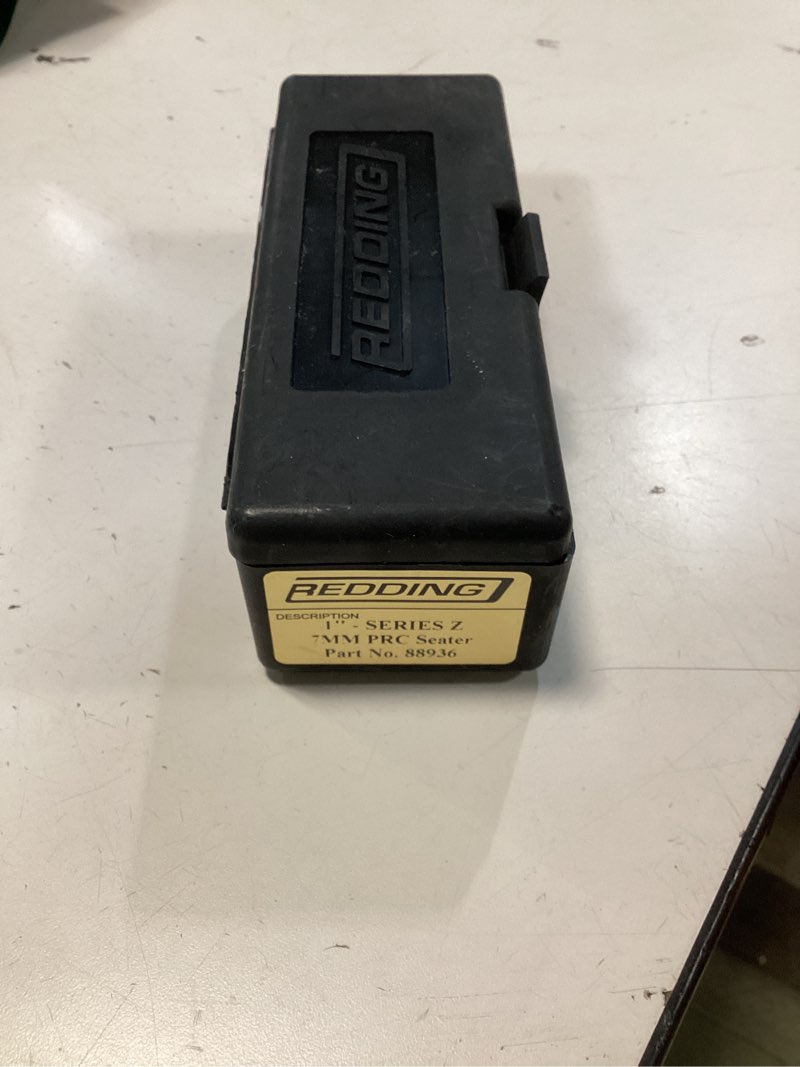 REDDING
REDDING
DESCRIPTION
1" - SERIES Z
7MM PRC Seater
Part No. 88936